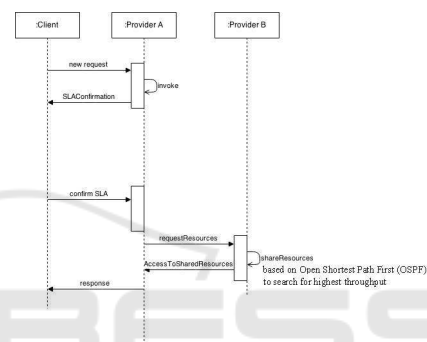 :Client
:Provider A
:Provider B
new request
invoke
SLAConfirmation
confirm SLA
requestResources
shareResources
AccessToSharedResources
based on Open Shortest Path First (OSPF)
to search for highest throughput
response